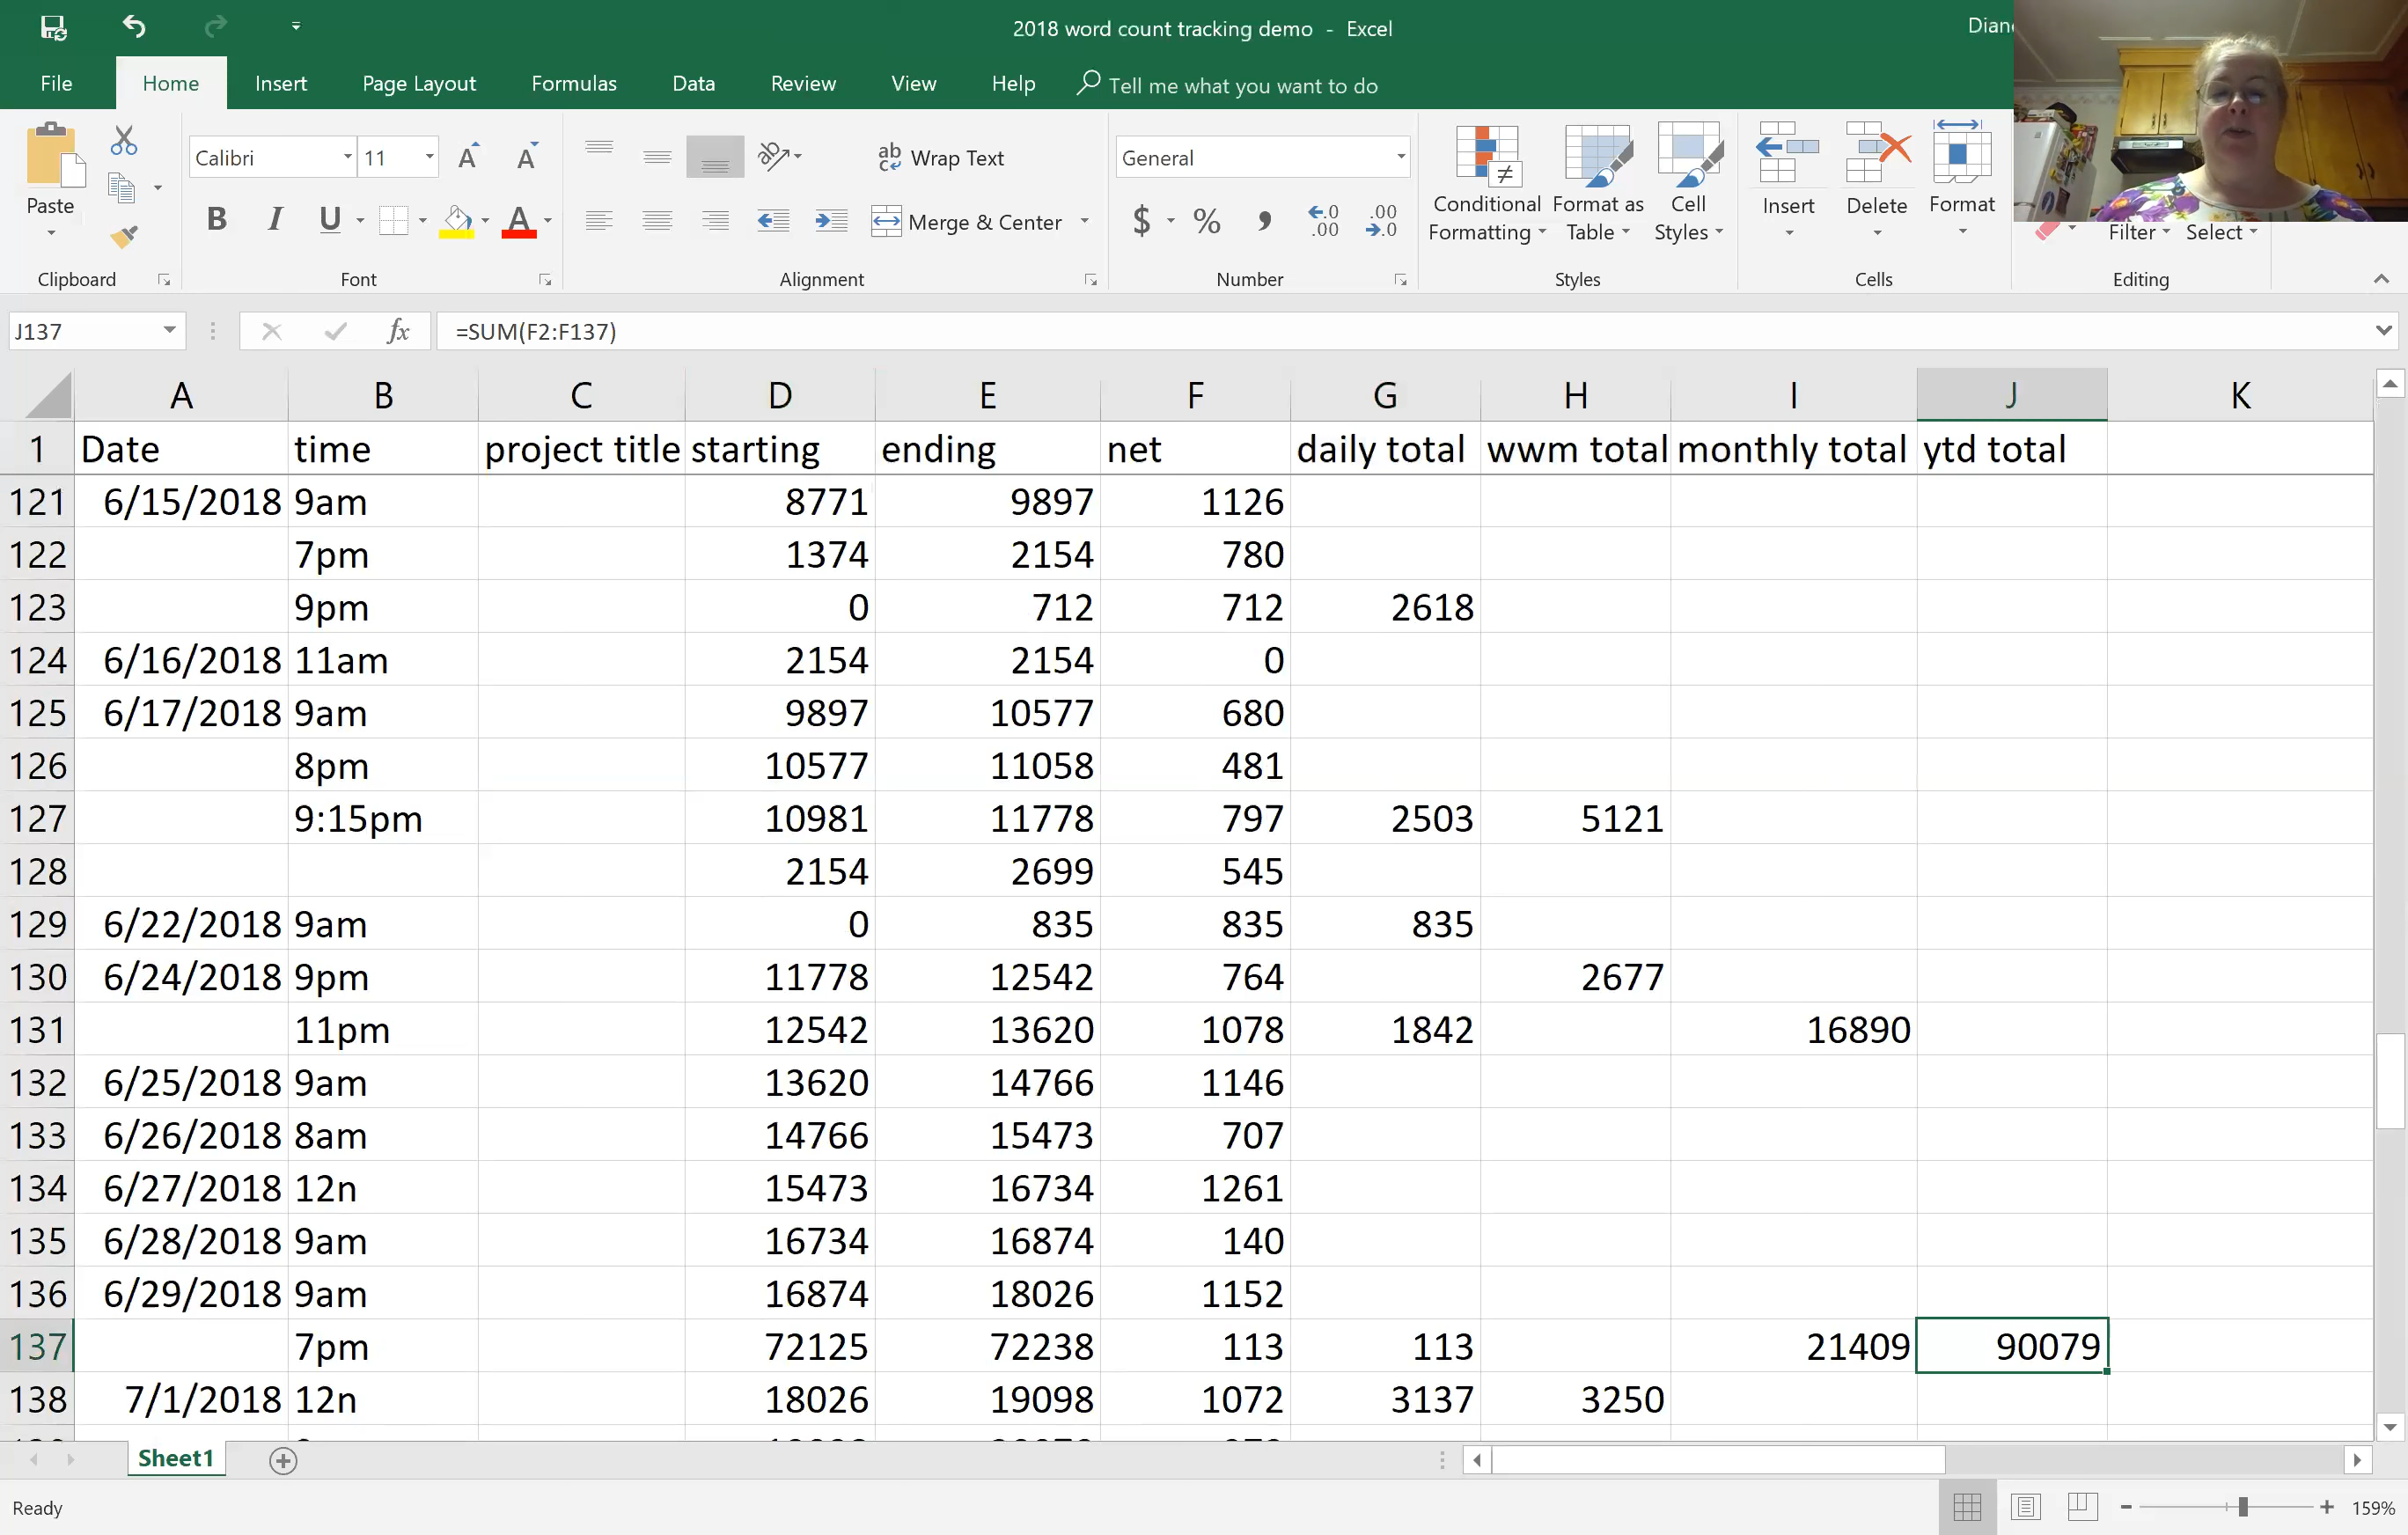 2018 word count tracking demo - Excel
File Home Insert Page Layout Formulas Data Review View Help Tell me what you want to do
Paste
Clipboard
Calibri 11
B I U A
Font
Wrap Text
Merge & Center
Alignment
General
$ % , .00
Number
Conditional Formatting
Format as Table
Cell Styles
Styles
Insert Delete Format
Cells
Filter Select
Editing
J137 fx =SUM(F2:F137)
A B C D E F G H I J K
1 Date time project title starting ending net daily total wwm total monthly total ytd total
121 6/15/2018 9am 8771 9897 1126
122 7pm 1374 2154 780
123 9pm 0 712 712 2618
124 6/16/2018 11am 2154 2154 0
125 6/17/2018 9am 9897 10577 680
126 8pm 10577 11058 481
127 9:15pm 10981 11778 797 2503 5121
128 2154 2699 545
129 6/22/2018 9am 0 835 835 835
130 6/24/2018 9pm 11778 12542 764 2677
131 11pm 12542 13620 1078 1842 16890
132 6/25/2018 9am 13620 14766 1146
133 6/26/2018 8am 14766 15473 707
134 6/27/2018 12n 15473 16734 1261
135 6/28/2018 9am 16734 16874 140
136 6/29/2018 9am 16874 18026 1152
137 7pm 72125 72238 113 113 21409 90079
138 7/1/2018 12n 18026 19098 1072 3137 3250
Sheet1
Ready 159%